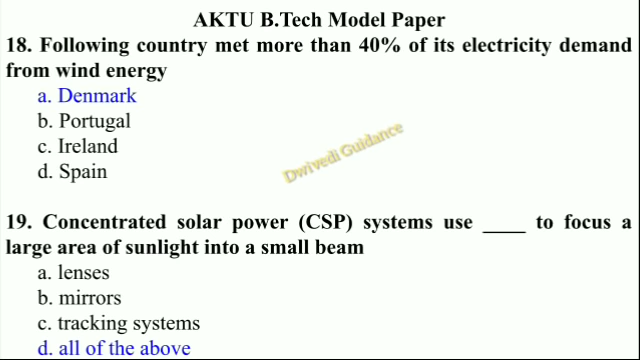 AKTU B.Tech Model Paper
18. Following country met more than 40% of its electricity demand
from wind energy
a. Denmark
b. Portugal
c. Ireland
d. Spain
Dwivedi Guidance
19. Concentrated solar power (CSP) systems use ____ to focus a
large area of sunlight into a small beam
a. lenses
b. mirrors
c. tracking systems
d. all of the above